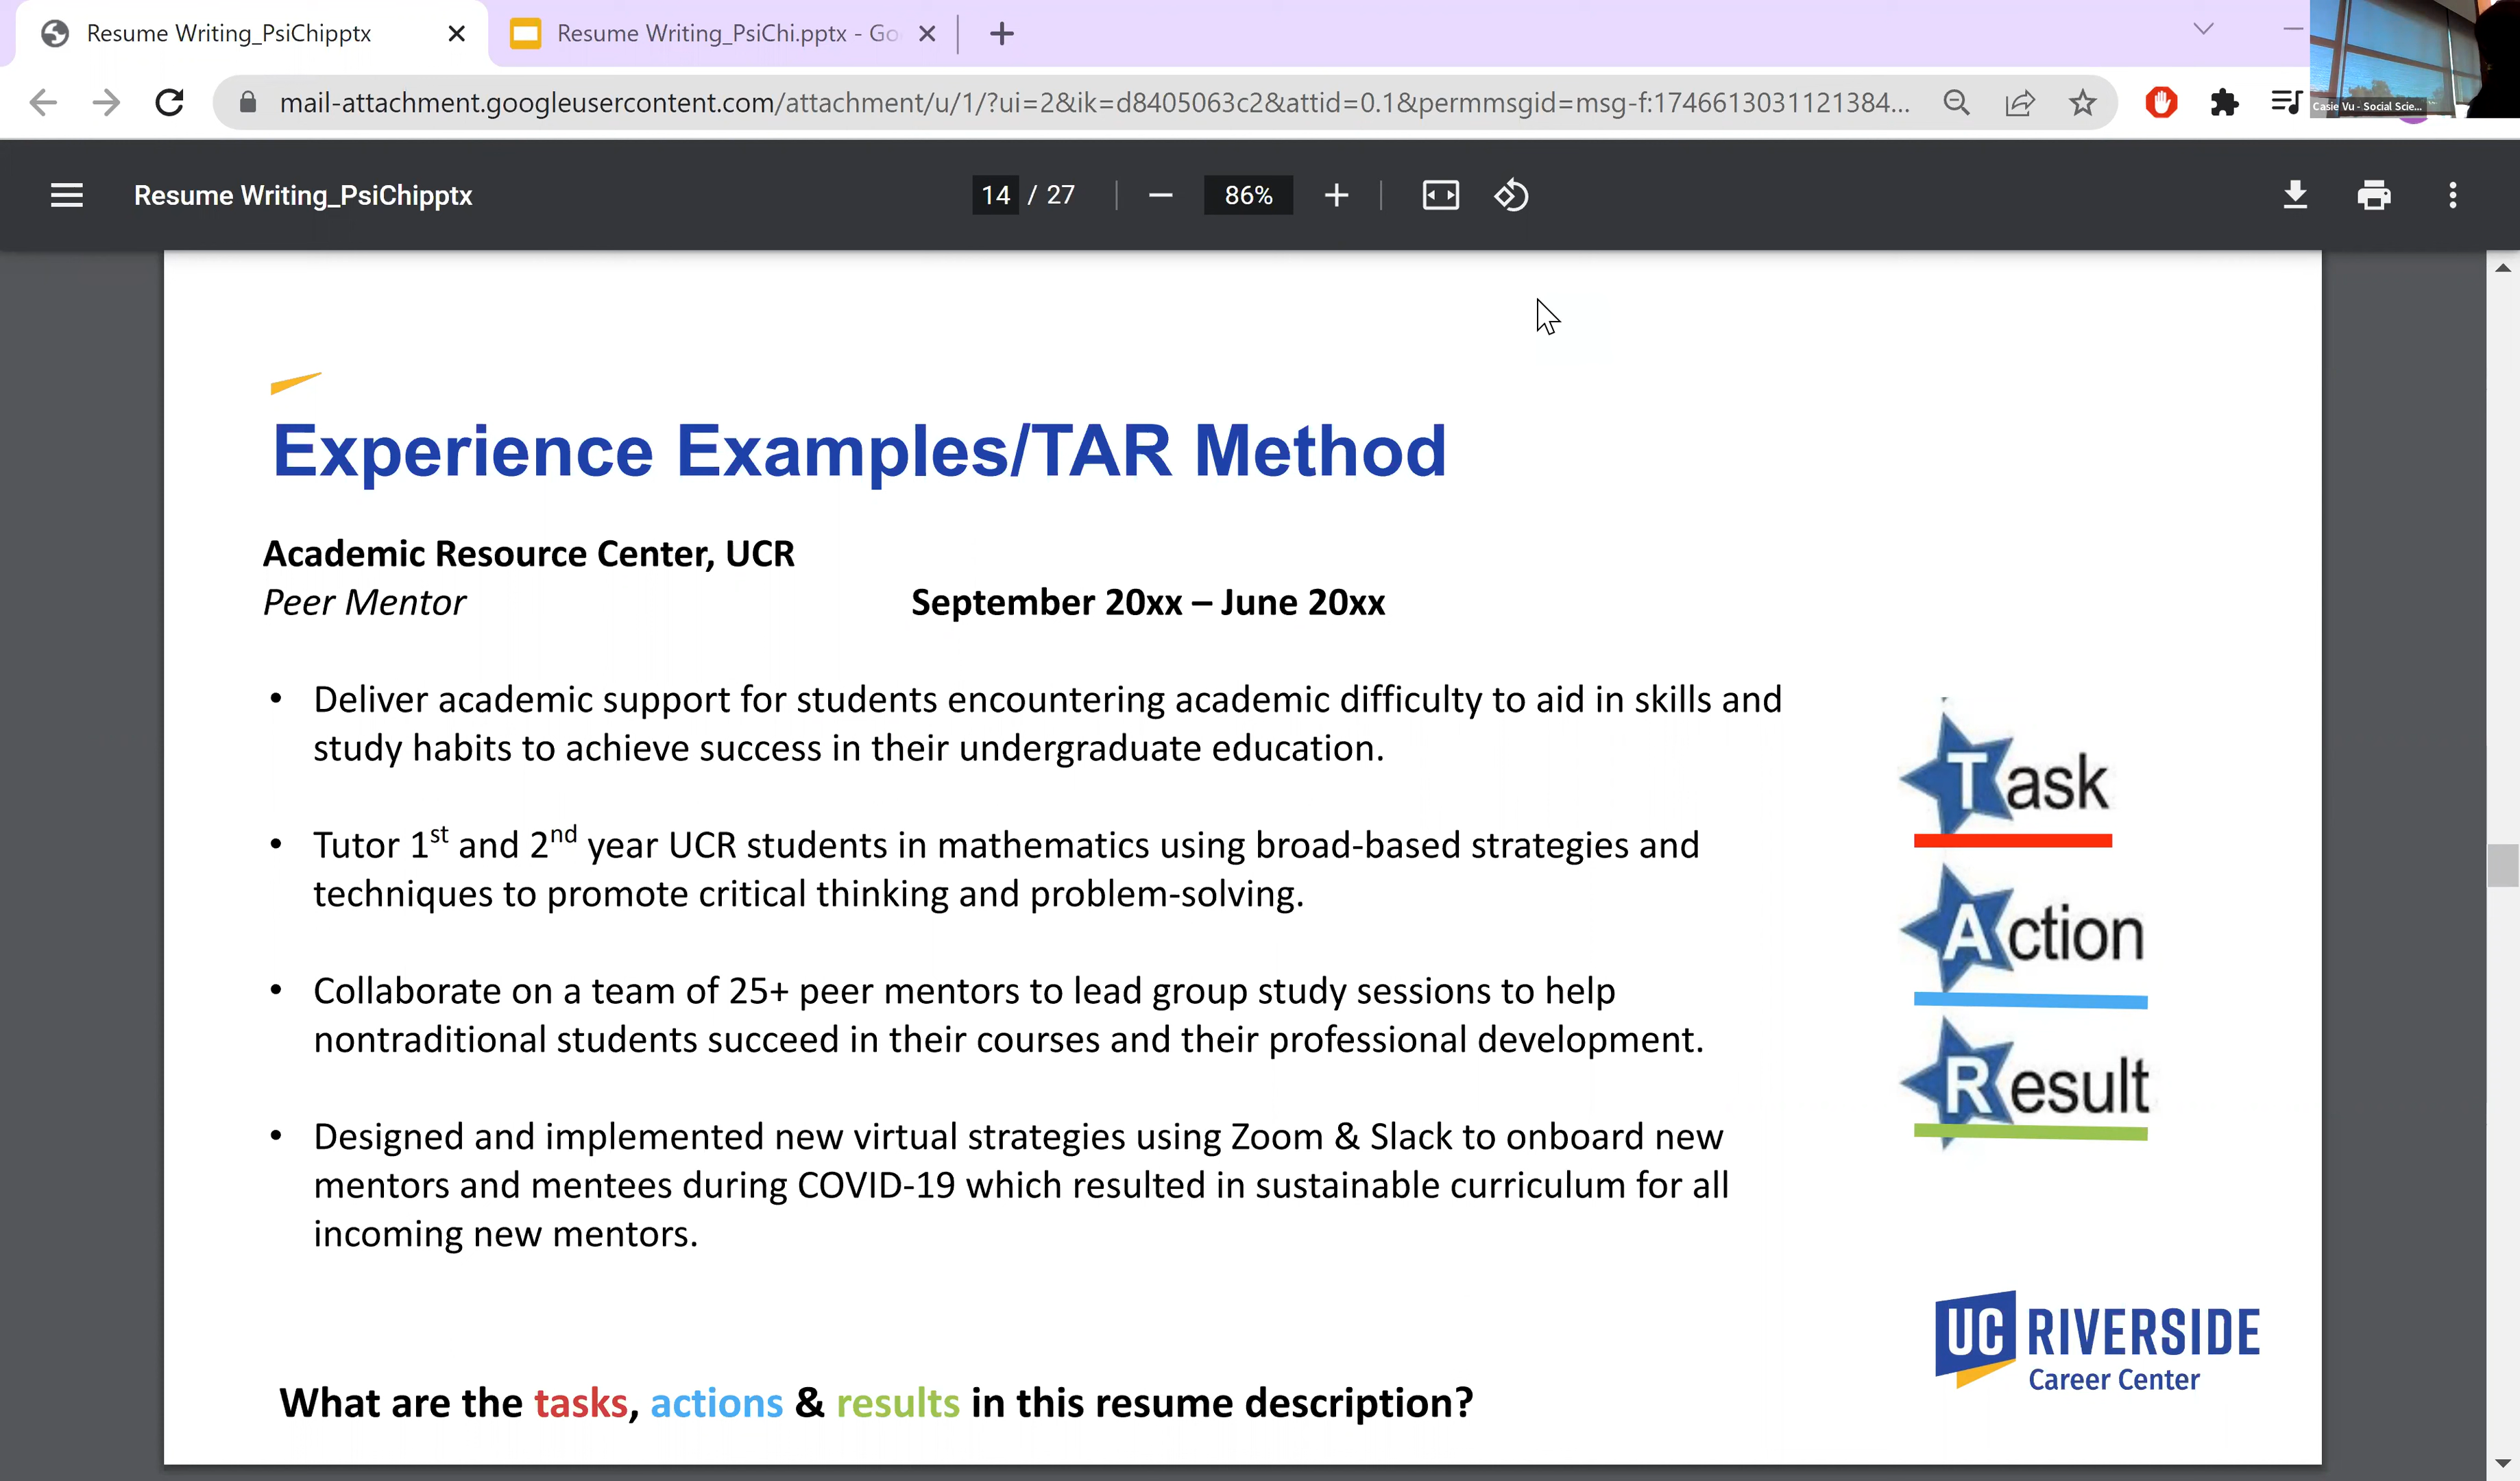 Resume Writing_PsiChipptx
Resume Writing_PsiChi.pptx - Go
mail-attachment.googleusercontent.com/attachment/u/1/?ui=2&ik=d8405063c2&attid=0.1&permmsgid=msg-f:1746613031121384...
Casie Vu - Social Scie...
Resume Writing_PsiChipptx
14 / 27
86%
Experience Examples/TAR Method
Academic Resource Center, UCR
Peer Mentor September 20xx – June 20xx
• Deliver academic support for students encountering academic difficulty to aid in skills and
study habits to achieve success in their undergraduate education.
• Tutor 1st and 2nd year UCR students in mathematics using broad-based strategies and
techniques to promote critical thinking and problem-solving.
• Collaborate on a team of 25+ peer mentors to lead group study sessions to help
nontraditional students succeed in their courses and their professional development.
• Designed and implemented new virtual strategies using Zoom & Slack to onboard new
mentors and mentees during COVID-19 which resulted in sustainable curriculum for all
incoming new mentors.
Task
Action
Result
What are the tasks, actions & results in this resume description?
UC RIVERSIDE
Career Center